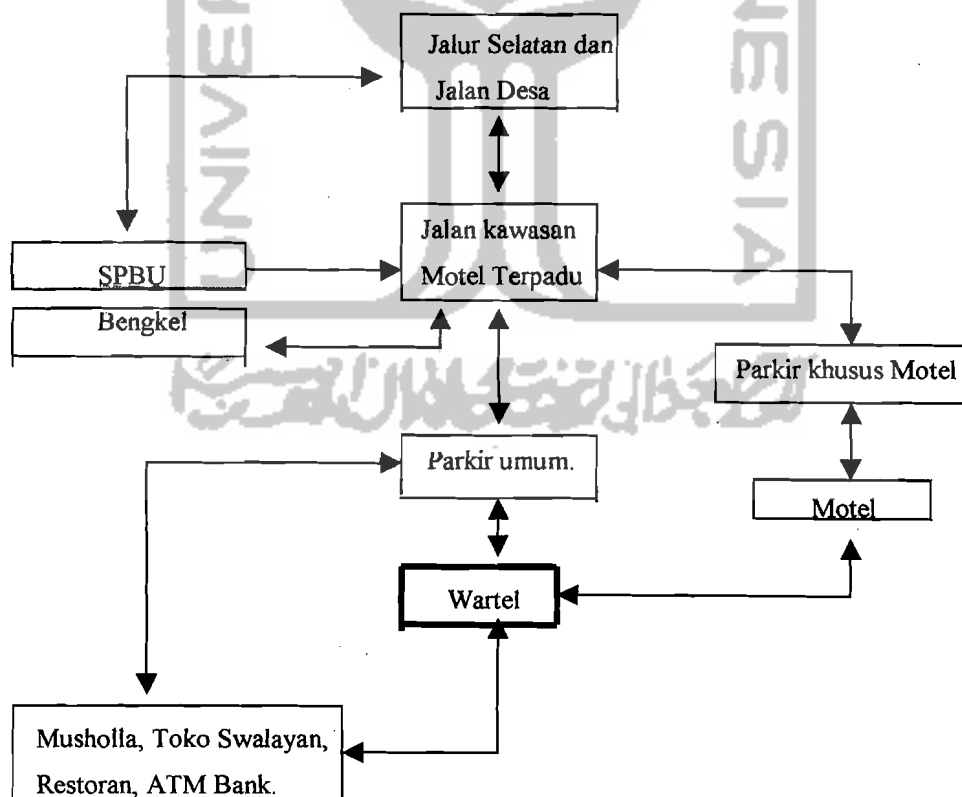 Jalur Selatan dan
Jalan Desa
Jalan kawasan
Motel Terpadu
SPBU
Bengkel
Parkir khusus Motel
Parkir umum.
Motel
Wartel
Musholla, Toko Swalayan,
Restoran, ATM Bank.
NESIA